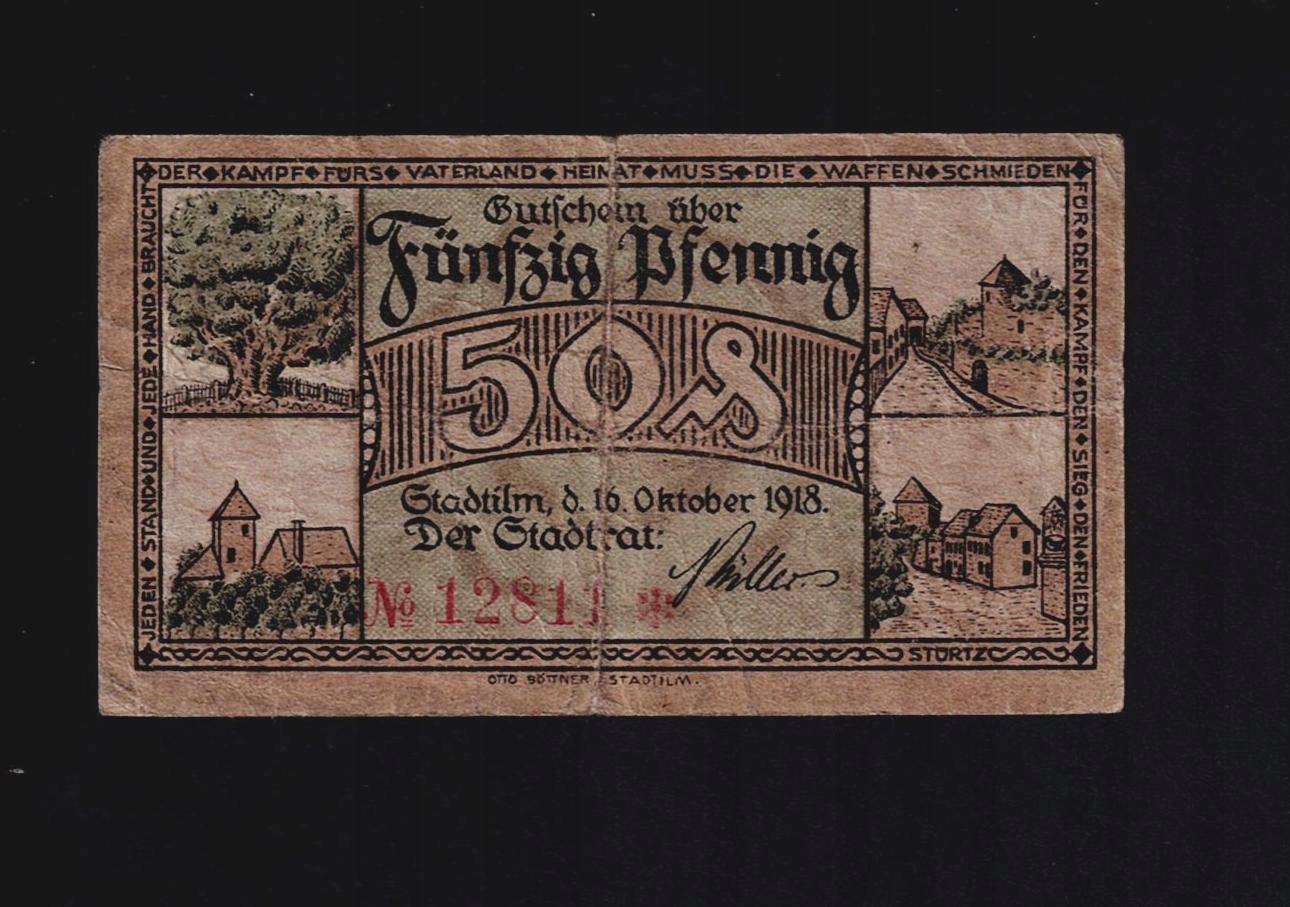 DER◆KAMPF◆FÜRS◆VATERLAND◆HEIMAT◆MUSS◆DIE◆WAFFEN◆SCHMIEDEN
JEDEN◆STAND◆UND◆JEDE◆HAND◆BRAUCHT
FÜR◆DEN◆KAMPF◆DEN◆SIEG◆DEN◆FRIEDEN
Gutschein über
Fünfzig Pfennig
50 ₰
Stadtilm, d. 16. Oktober 1918.
Der Stadtrat:
Müller
№ 12811 *
STÜRTZ
OTTO BÖTTNER, STADTILM.